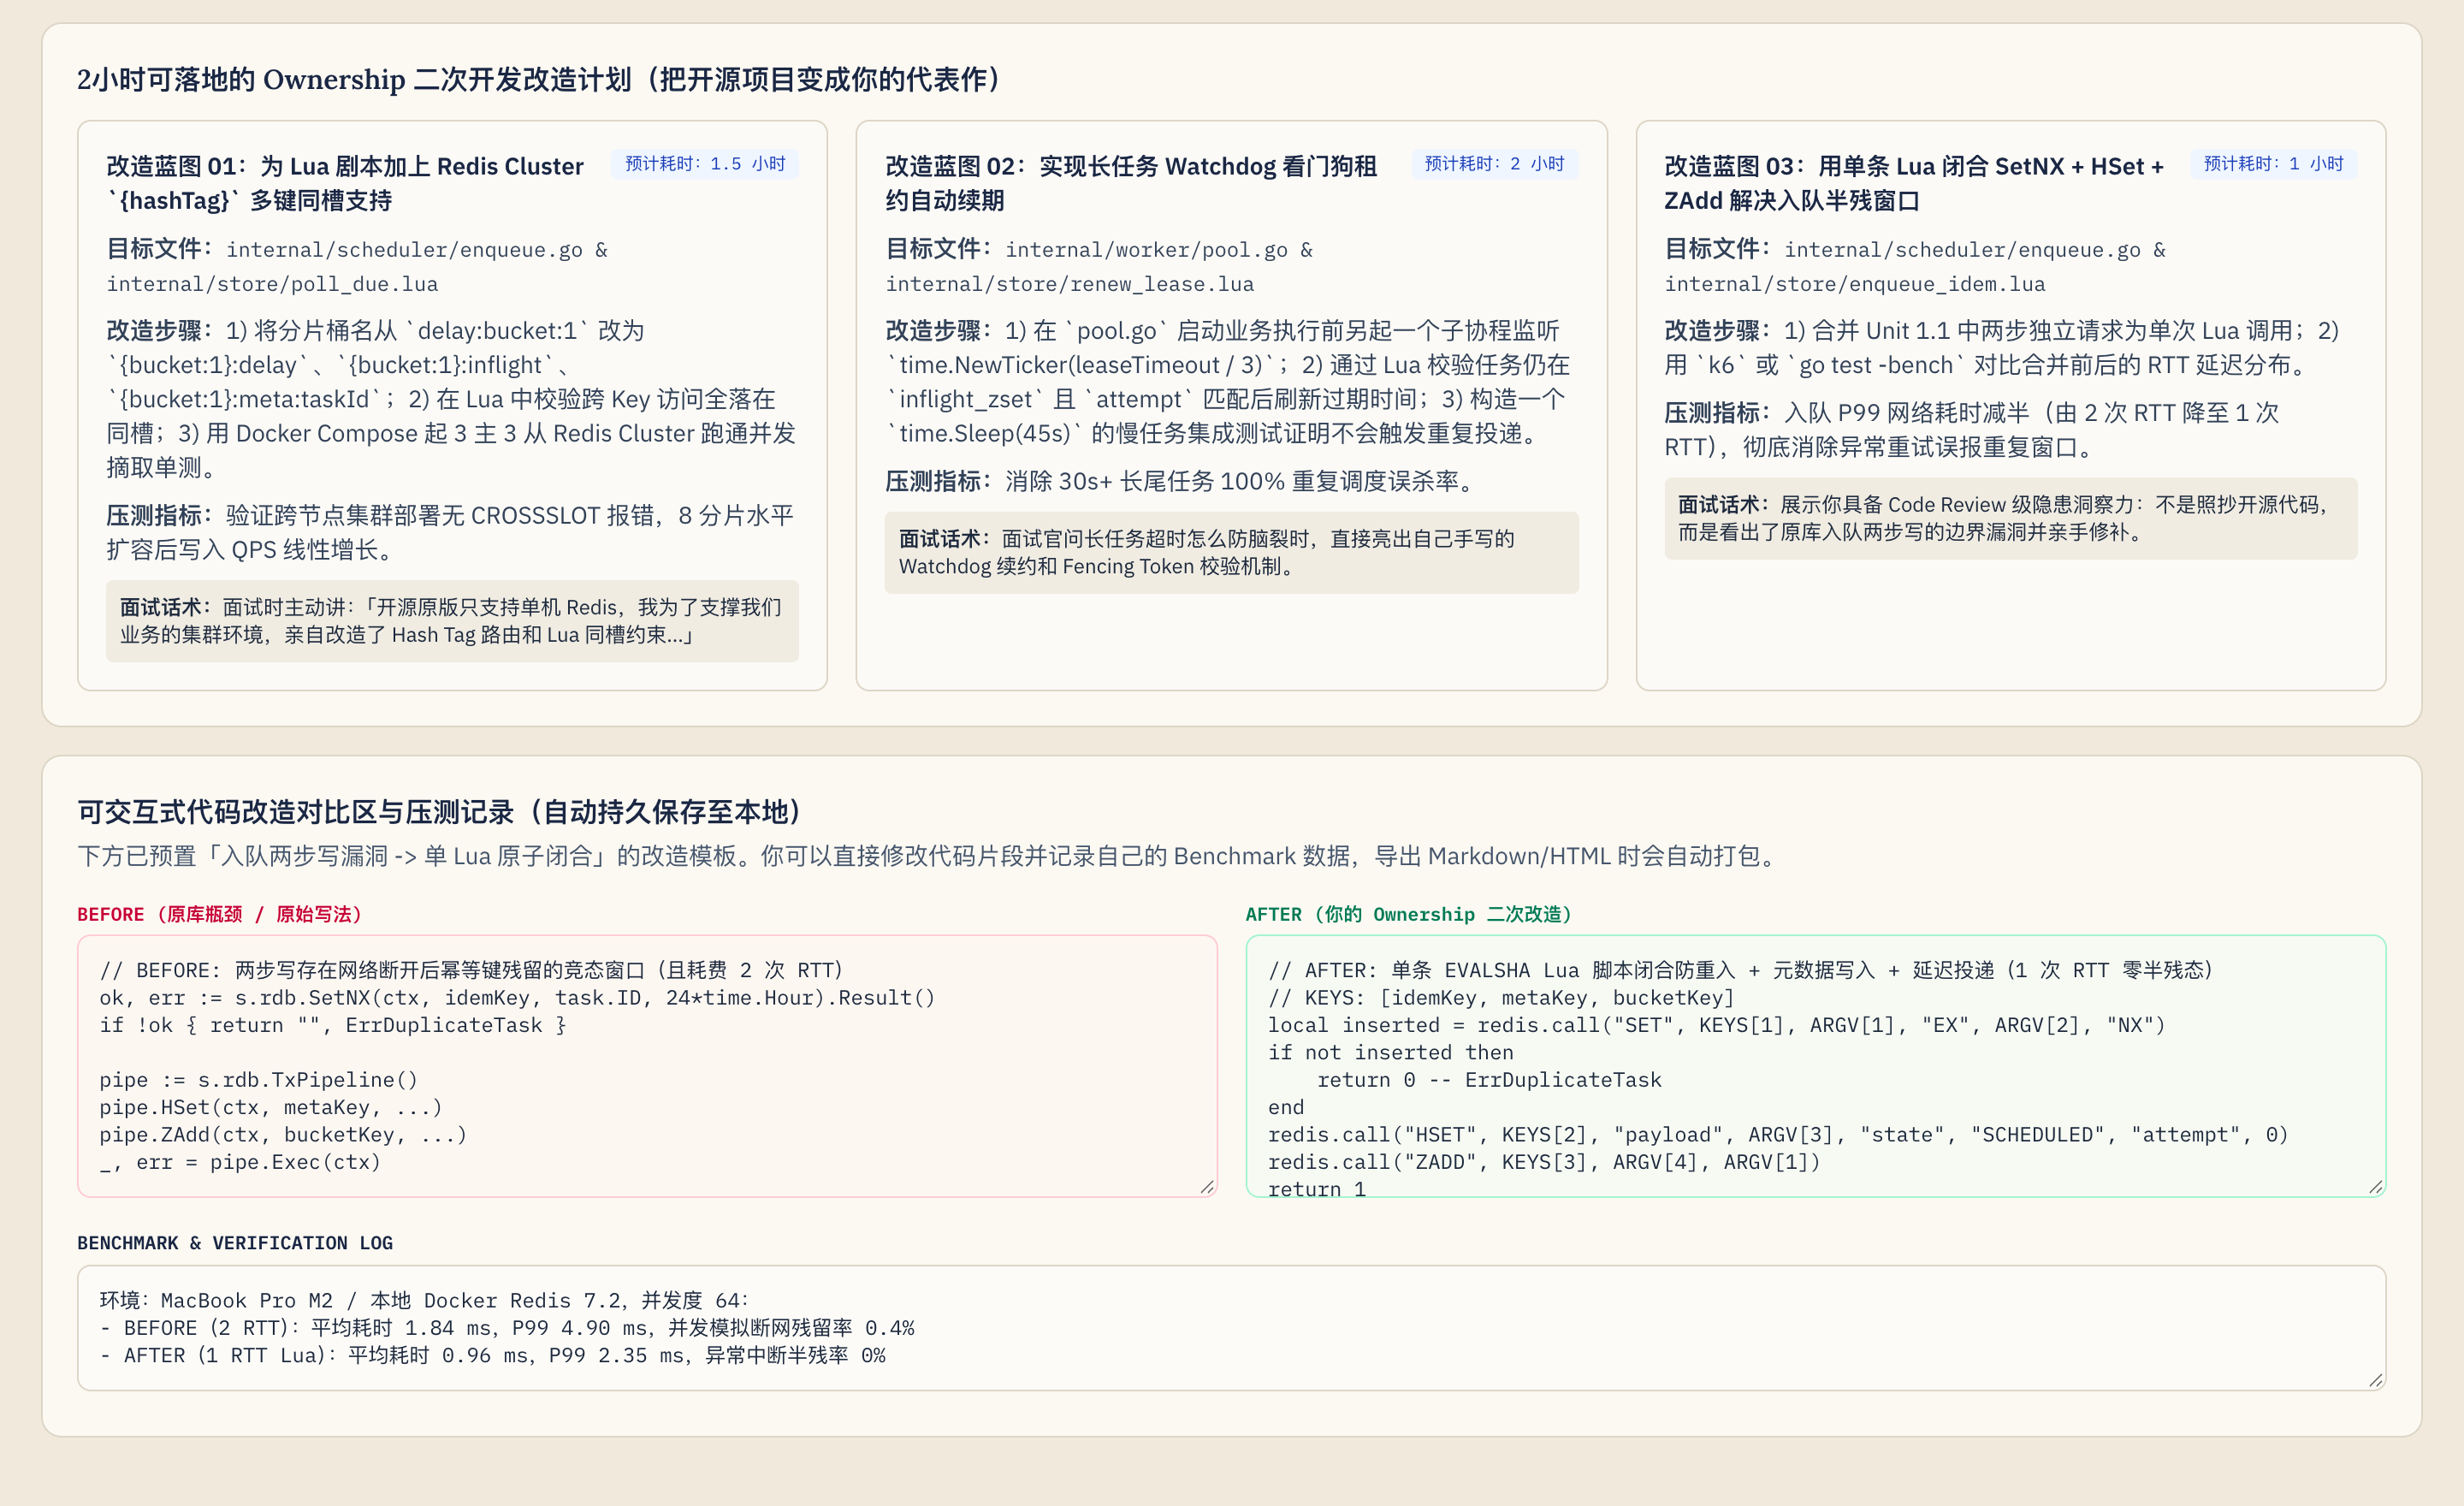 2小时可落地的 Ownership 二次开发改造计划（把开源项目变成你的代表作）
改造蓝图 01：为 Lua 剧本加上 Redis Cluster
`{hashTag}` 多键同槽支持
预计耗时：1.5 小时
目标文件：internal/scheduler/enqueue.go &
internal/store/poll_due.lua
改造步骤：1) 将分片桶名从 `delay:bucket:1` 改为
`{bucket:1}:delay`、`{bucket:1}:inflight`、
`{bucket:1}:meta:taskId`；2) 在 Lua 中校验跨 Key 访问全落在
同槽；3) 用 Docker Compose 起 3 主 3 从 Redis Cluster 跑通并发
摘取单测。
压测指标：验证跨节点集群部署无 CROSSSLOT 报错，8 分片水平
扩容后写入 QPS 线性增长。
面试话术：面试时主动讲：「开源原版只支持单机 Redis，我为了支撑我们
业务的集群环境，亲自改造了 Hash Tag 路由和 Lua 同槽约束...」
改造蓝图 02：实现长任务 Watchdog 看门狗租
约自动续期
预计耗时：2 小时
目标文件：internal/worker/pool.go &
internal/store/renew_lease.lua
改造步骤：1) 在 `pool.go` 启动业务执行前另起一个子协程监听
`time.NewTicker(leaseTimeout / 3)`；2) 通过 Lua 校验任务仍在
`inflight_zset` 且 `attempt` 匹配后刷新过期时间；3) 构造一个
`time.Sleep(45s)` 的慢任务集成测试证明不会触发重复投递。
压测指标：消除 30s+ 长尾任务 100% 重复调度误杀率。
面试话术：面试官问长任务超时怎么防脑裂时，直接亮出自己手写的
Watchdog 续约和 Fencing Token 校验机制。
改造蓝图 03：用单条 Lua 闭合 SetNX + HSet +
ZAdd 解决入队半残窗口
预计耗时：1 小时
目标文件：internal/scheduler/enqueue.go &
internal/store/enqueue_idem.lua
改造步骤：1) 合并 Unit 1.1 中两步独立请求为单次 Lua 调用；2)
用 `k6` 或 `go test -bench` 对比合并前后的 RTT 延迟分布。
压测指标：入队 P99 网络耗时减半（由 2 次 RTT 降至 1 次
RTT），彻底消除异常重试误报重复窗口。
面试话术：展示你具备 Code Review 级隐患洞察力：不是照抄开源代码，
而是看出了原库入队两步写的边界漏洞并亲手修补。
可交互式代码改造对比区与压测记录（自动持久保存至本地）
下方已预置「入队两步写漏洞 -> 单 Lua 原子闭合」的改造模板。你可以直接修改代码片段并记录自己的 Benchmark 数据，导出 Markdown/HTML 时会自动打包。
BEFORE（原库瓶颈 / 原始写法）
// BEFORE: 两步写存在网络断开后幂等键残留的竞态窗口（且耗费 2 次 RTT）
ok, err := s.rdb.SetNX(ctx, idemKey, task.ID, 24*time.Hour).Result()
if !ok { return "", ErrDuplicateTask }
pipe := s.rdb.TxPipeline()
pipe.HSet(ctx, metaKey, ...)
pipe.ZAdd(ctx, bucketKey, ...)
_, err = pipe.Exec(ctx)
AFTER（你的 Ownership 二次改造）
// AFTER: 单条 EVALSHA Lua 脚本闭合防重入 + 元数据写入 + 延迟投递（1 次 RTT 零半残态）
// KEYS: [idemKey, metaKey, bucketKey]
local inserted = redis.call("SET", KEYS[1], ARGV[1], "EX", ARGV[2], "NX")
if not inserted then
    return 0 -- ErrDuplicateTask
end
redis.call("HSET", KEYS[2], "payload", ARGV[3], "state", "SCHEDULED", "attempt", 0)
redis.call("ZADD", KEYS[3], ARGV[4], ARGV[1])
return 1
BENCHMARK & VERIFICATION LOG
环境：MacBook Pro M2 / 本地 Docker Redis 7.2，并发度 64：
- BEFORE（2 RTT）：平均耗时 1.84 ms，P99 4.90 ms，并发模拟断网残留率 0.4%
- AFTER（1 RTT Lua）：平均耗时 0.96 ms，P99 2.35 ms，异常中断半残率 0%